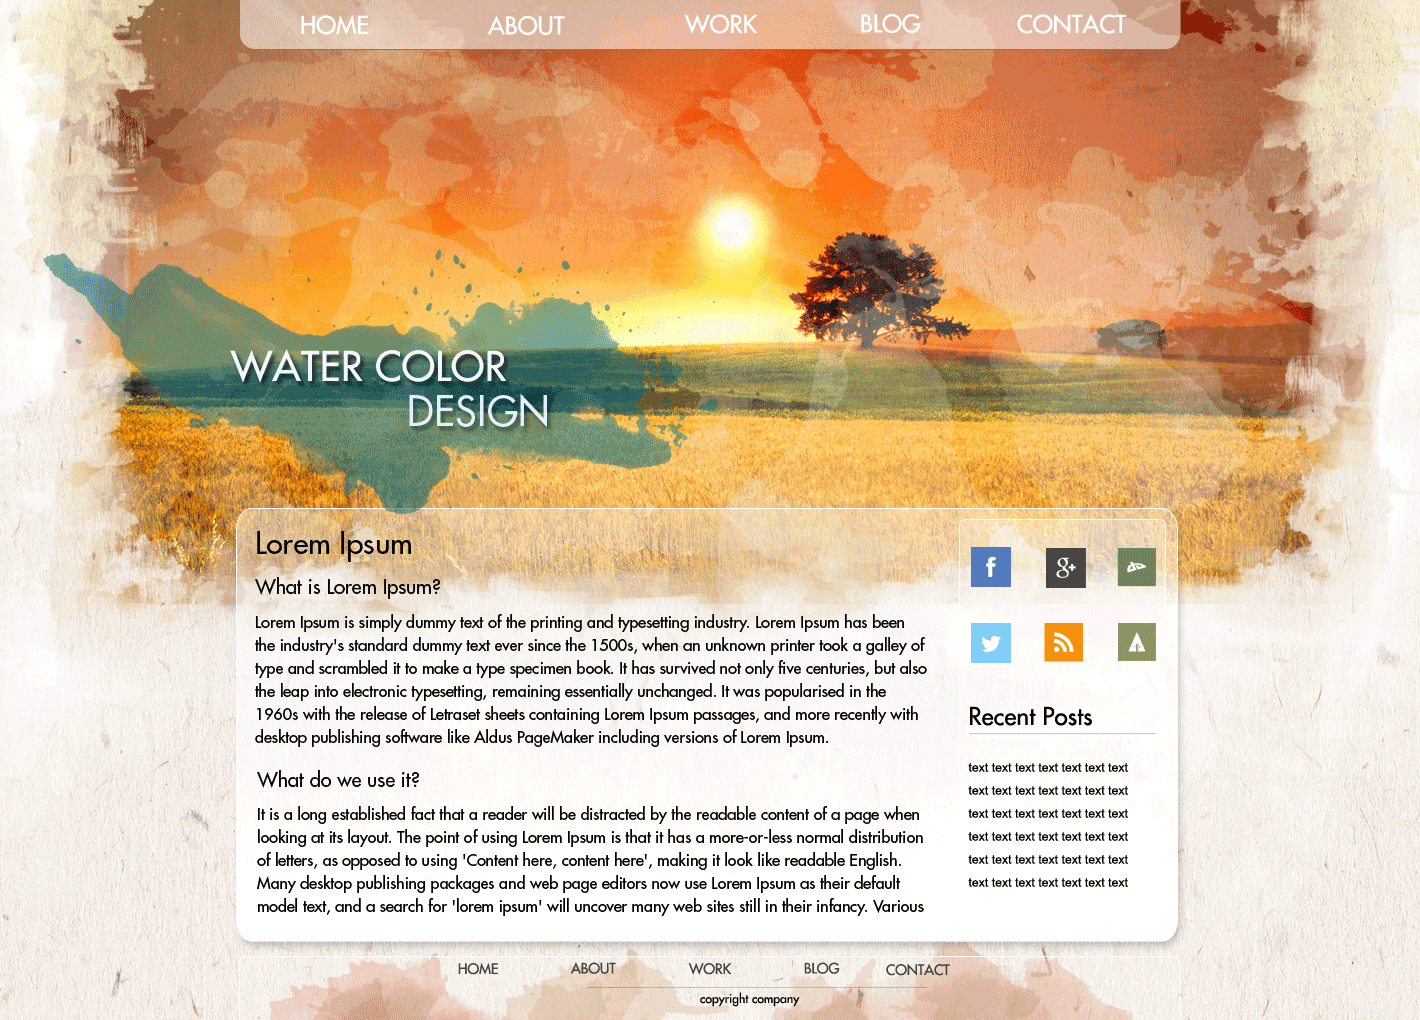 HOME ABOUT WORK BLOG CONTACT
WATER COLOR
DESIGN
Lorem Ipsum
What is Lorem Ipsum?
Lorem Ipsum is simply dummy text of the printing and typesetting industry. Lorem Ipsum has been
the industry's standard dummy text ever since the 1500s, when an unknown printer took a galley of
type and scrambled it to make a type specimen book. It has survived not only five centuries, but also
the leap into electronic typesetting, remaining essentially unchanged. It was popularised in the
1960s with the release of Letraset sheets containing Lorem Ipsum passages, and more recently with
desktop publishing software like Aldus PageMaker including versions of Lorem Ipsum.
What do we use it?
It is a long established fact that a reader will be distracted by the readable content of a page when
looking at its layout. The point of using Lorem Ipsum is that it has a more-or-less normal distribution
of letters, as opposed to using 'Content here, content here', making it look like readable English.
Many desktop publishing packages and web page editors now use Lorem Ipsum as their default
model text, and a search for 'lorem ipsum' will uncover many web sites still in their infancy. Various
f g+
Recent Posts
text text text text text text text
text text text text text text text
text text text text text text text
text text text text text text text
text text text text text text text
text text text text text text text
HOME ABOUT WORK BLOG CONTACT
copyright company